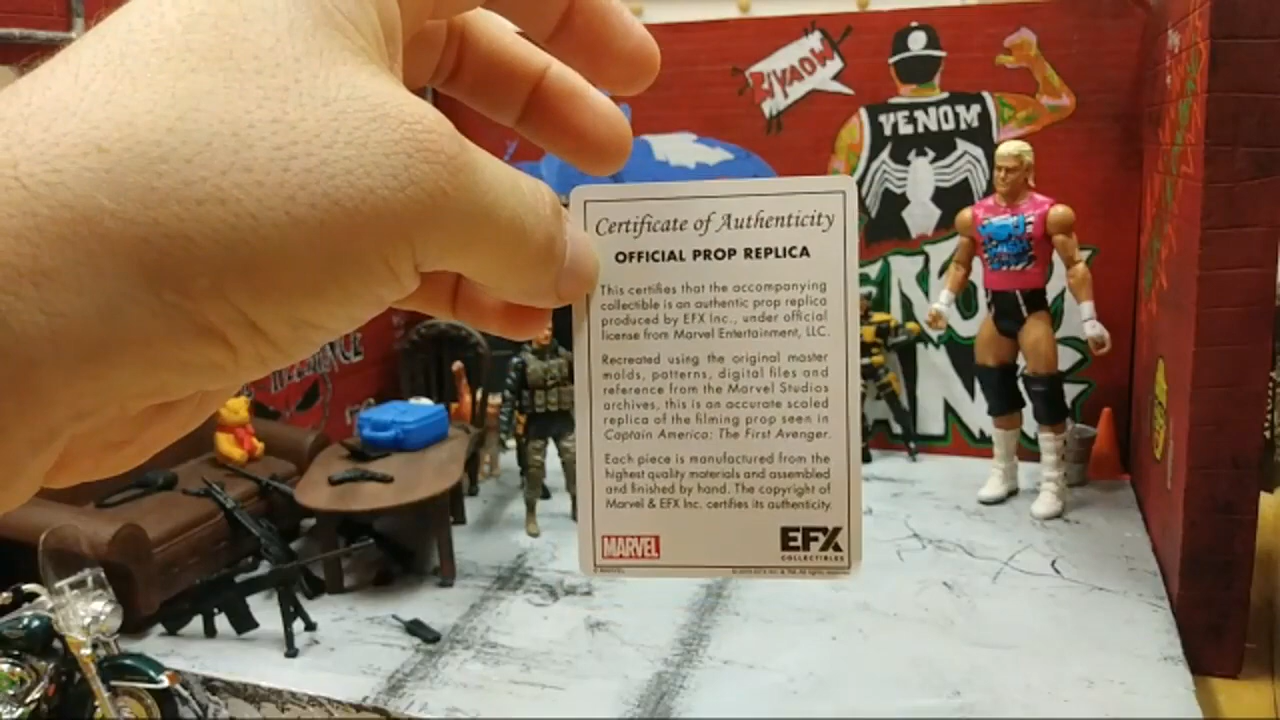 RIYAOW
VENOM
Certificate of Authenticity
OFFICIAL PROP REPLICA
This certifies that the accompanying
collectible is an authentic prop replica
produced by EFX Inc., under official
license from Marvel Entertainment, LLC.
Recreated using the original master
molds, patterns, digital files and
reference from the Marvel Studios
archives, this is an accurate scaled
replica of the filming prop seen in
Captain America: The First Avenger.
Each piece is manufactured from the
highest quality materials and assembled
and finished by hand. The copyright of
Marvel & EFX Inc. certifies its authenticity.
MARVEL
EFX
COLLECTIBLES